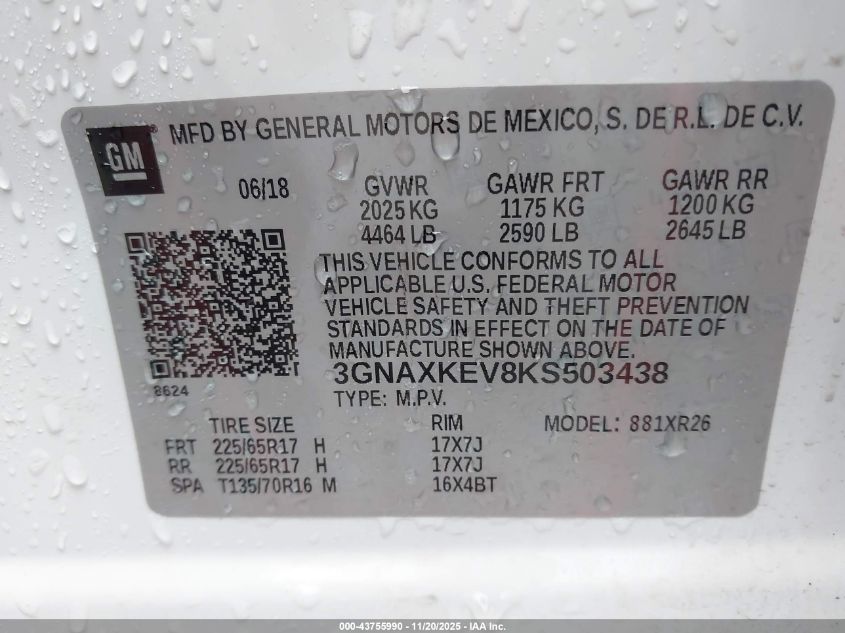 MFD BY GENERAL MOTORS DE MEXICO, S. DE R.L. DE C.V.
GM
06/18 GVWR GAWR FRT GAWR RR
2025 KG 1175 KG 1200 KG
4464 LB 2590 LB 2645 LB
THIS VEHICLE CONFORMS TO ALL
APPLICABLE U.S. FEDERAL MOTOR
VEHICLE SAFETY AND THEFT PREVENTION
STANDARDS IN EFFECT ON THE DATE OF
MANUFACTURE SHOWN ABOVE.
3GNAXKEV8KS503438
8624
TYPE: M.P.V.
TIRE SIZE RIM MODEL: 881XR26
FRT 225/65R17 H 17X7J
RR 225/65R17 H 17X7J
SPA T135/70R16 M 16X4BT
000-43755990 - 11/20/2025 - IAA Inc.